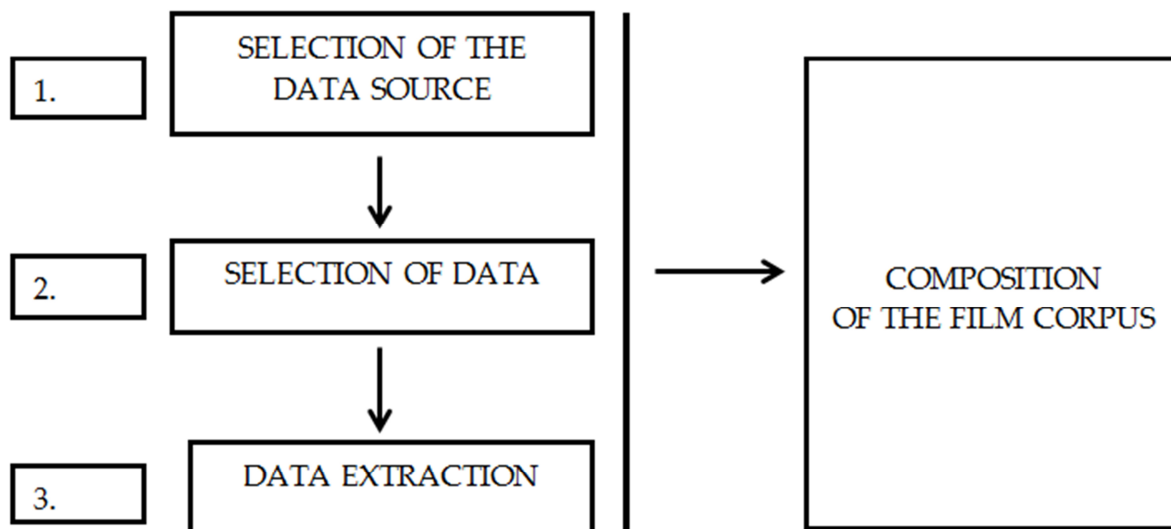 1.
SELECTION OF THE
DATA SOURCE
2.
SELECTION OF DATA
3.
DATA EXTRACTION
COMPOSITION
OF THE FILM CORPUS